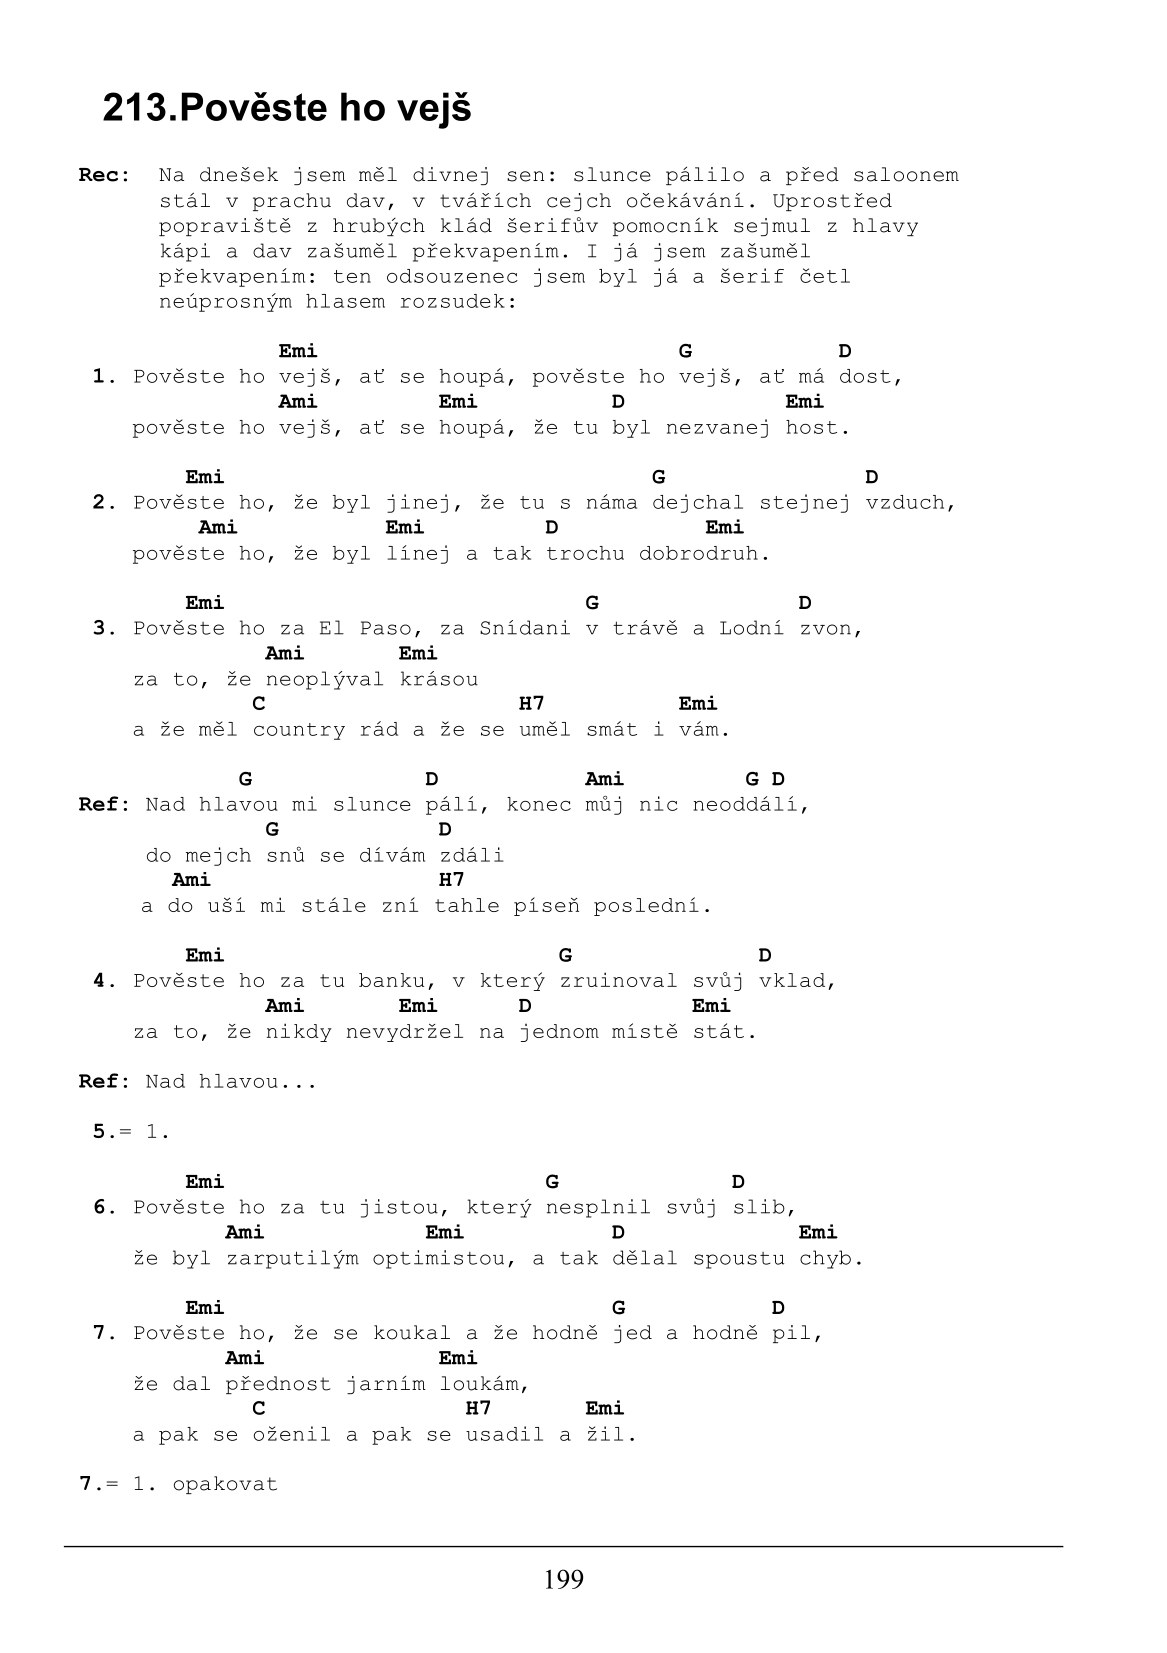 213.Pověste ho vejš
Rec: Na dnešek jsem měl divnej sen: slunce pálilo a před saloonem
stál v prachu dav, v tvářích cejch očekávání. Uprostřed
popraviště z hrubých klád šerifův pomocník sejmul z hlavy
kápi a dav zašuměl překvapením. I já jsem zašuměl
překvapením: ten odsouzenec jsem byl já a šerif četl
neúprosným hlasem rozsudek:
Emi G D
1. Pověste ho vejš, ať se houpá, pověste ho vejš, ať má dost,
Ami Emi D Emi
pověste ho vejš, ať se houpá, že tu byl nezvanej host.
Emi G D
2. Pověste ho, že byl jinej, že tu s náma dejchal stejnej vzduch,
Ami Emi D Emi
pověste ho, že byl línej a tak trochu dobrodruh.
Emi G D
3. Pověste ho za El Paso, za Snídani v trávě a Lodní zvon,
Ami Emi
za to, že neoplýval krásou
C H7 Emi
a že měl country rád a že se uměl smát i vám.
G D Ami G D
Ref: Nad hlavou mi slunce pálí, konec můj nic neoddálí,
G D
do mejch snů se dívám zdáli
Ami H7
a do uší mi stále zní tahle píseň poslední.
Emi G D
4. Pověste ho za tu banku, v který zruinoval svůj vklad,
Ami Emi D Emi
za to, že nikdy nevydržel na jednom místě stát.
Ref: Nad hlavou...
5.= 1.
Emi G D
6. Pověste ho za tu jistou, který nesplnil svůj slib,
Ami Emi D Emi
že byl zarputilým optimistou, a tak dělal spoustu chyb.
Emi G D
7. Pověste ho, že se koukal a že hodně jed a hodně pil,
Ami Emi
že dal přednost jarním loukám,
C H7 Emi
a pak se oženil a pak se usadil a žil.
7.= 1. opakovat
199